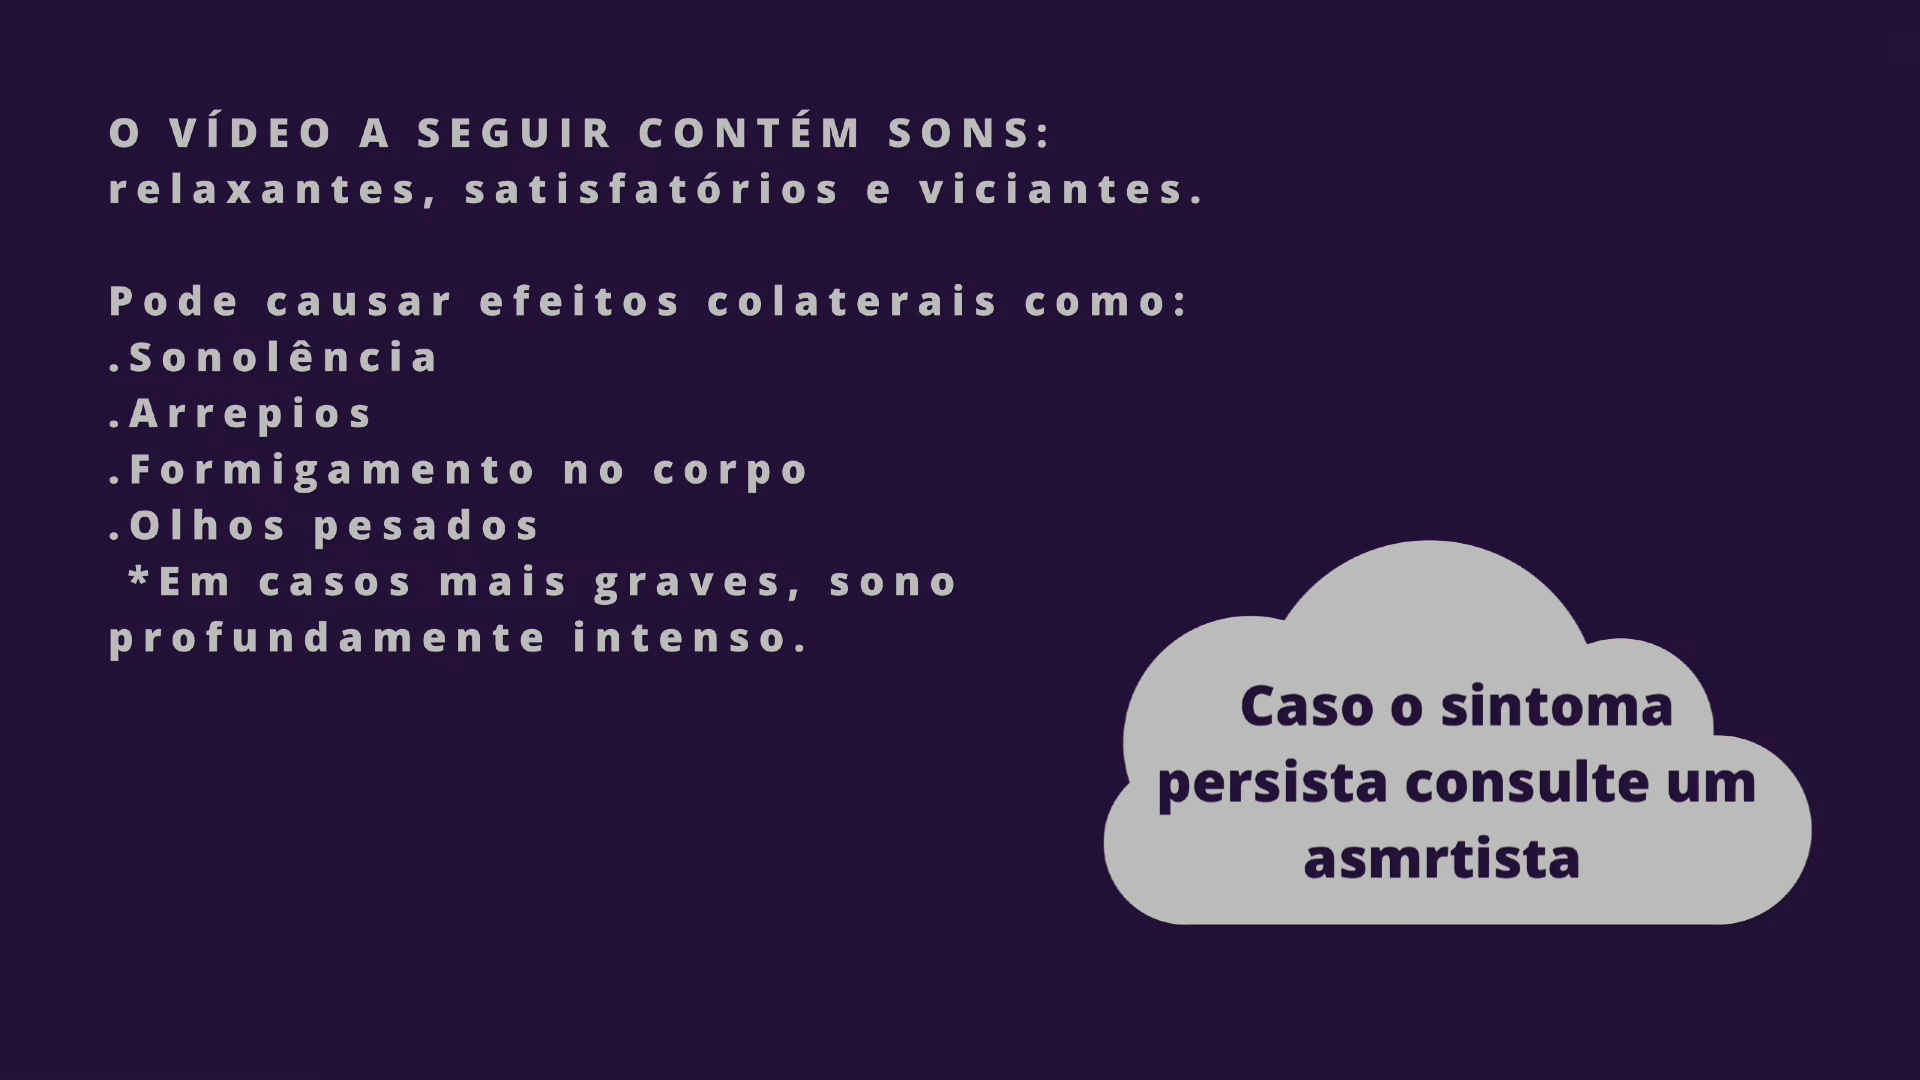 O VÍDEO A SEGUIR CONTÉM SONS:
relaxantes, satisfatórios e viciantes.
Pode causar efeitos colaterais como:
.Sonolência
.Arrepios
.Formigamento no corpo
.Olhos pesados
*Em casos mais graves, sono
profundamente intenso.
Caso o sintoma
persista consulte um
asmrtista